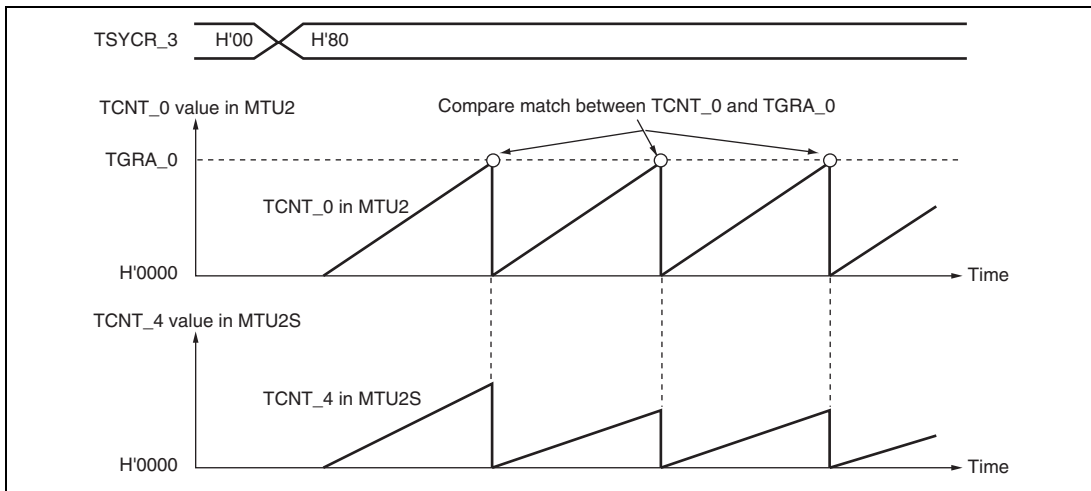 TSYCR_3 H'00 H'80
TCNT_0 value in MTU2
Compare match between TCNT_0 and TGRA_0
TGRA_0
TCNT_0 in MTU2
H'0000
Time
TCNT_4 value in MTU2S
TCNT_4 in MTU2S
H'0000
Time